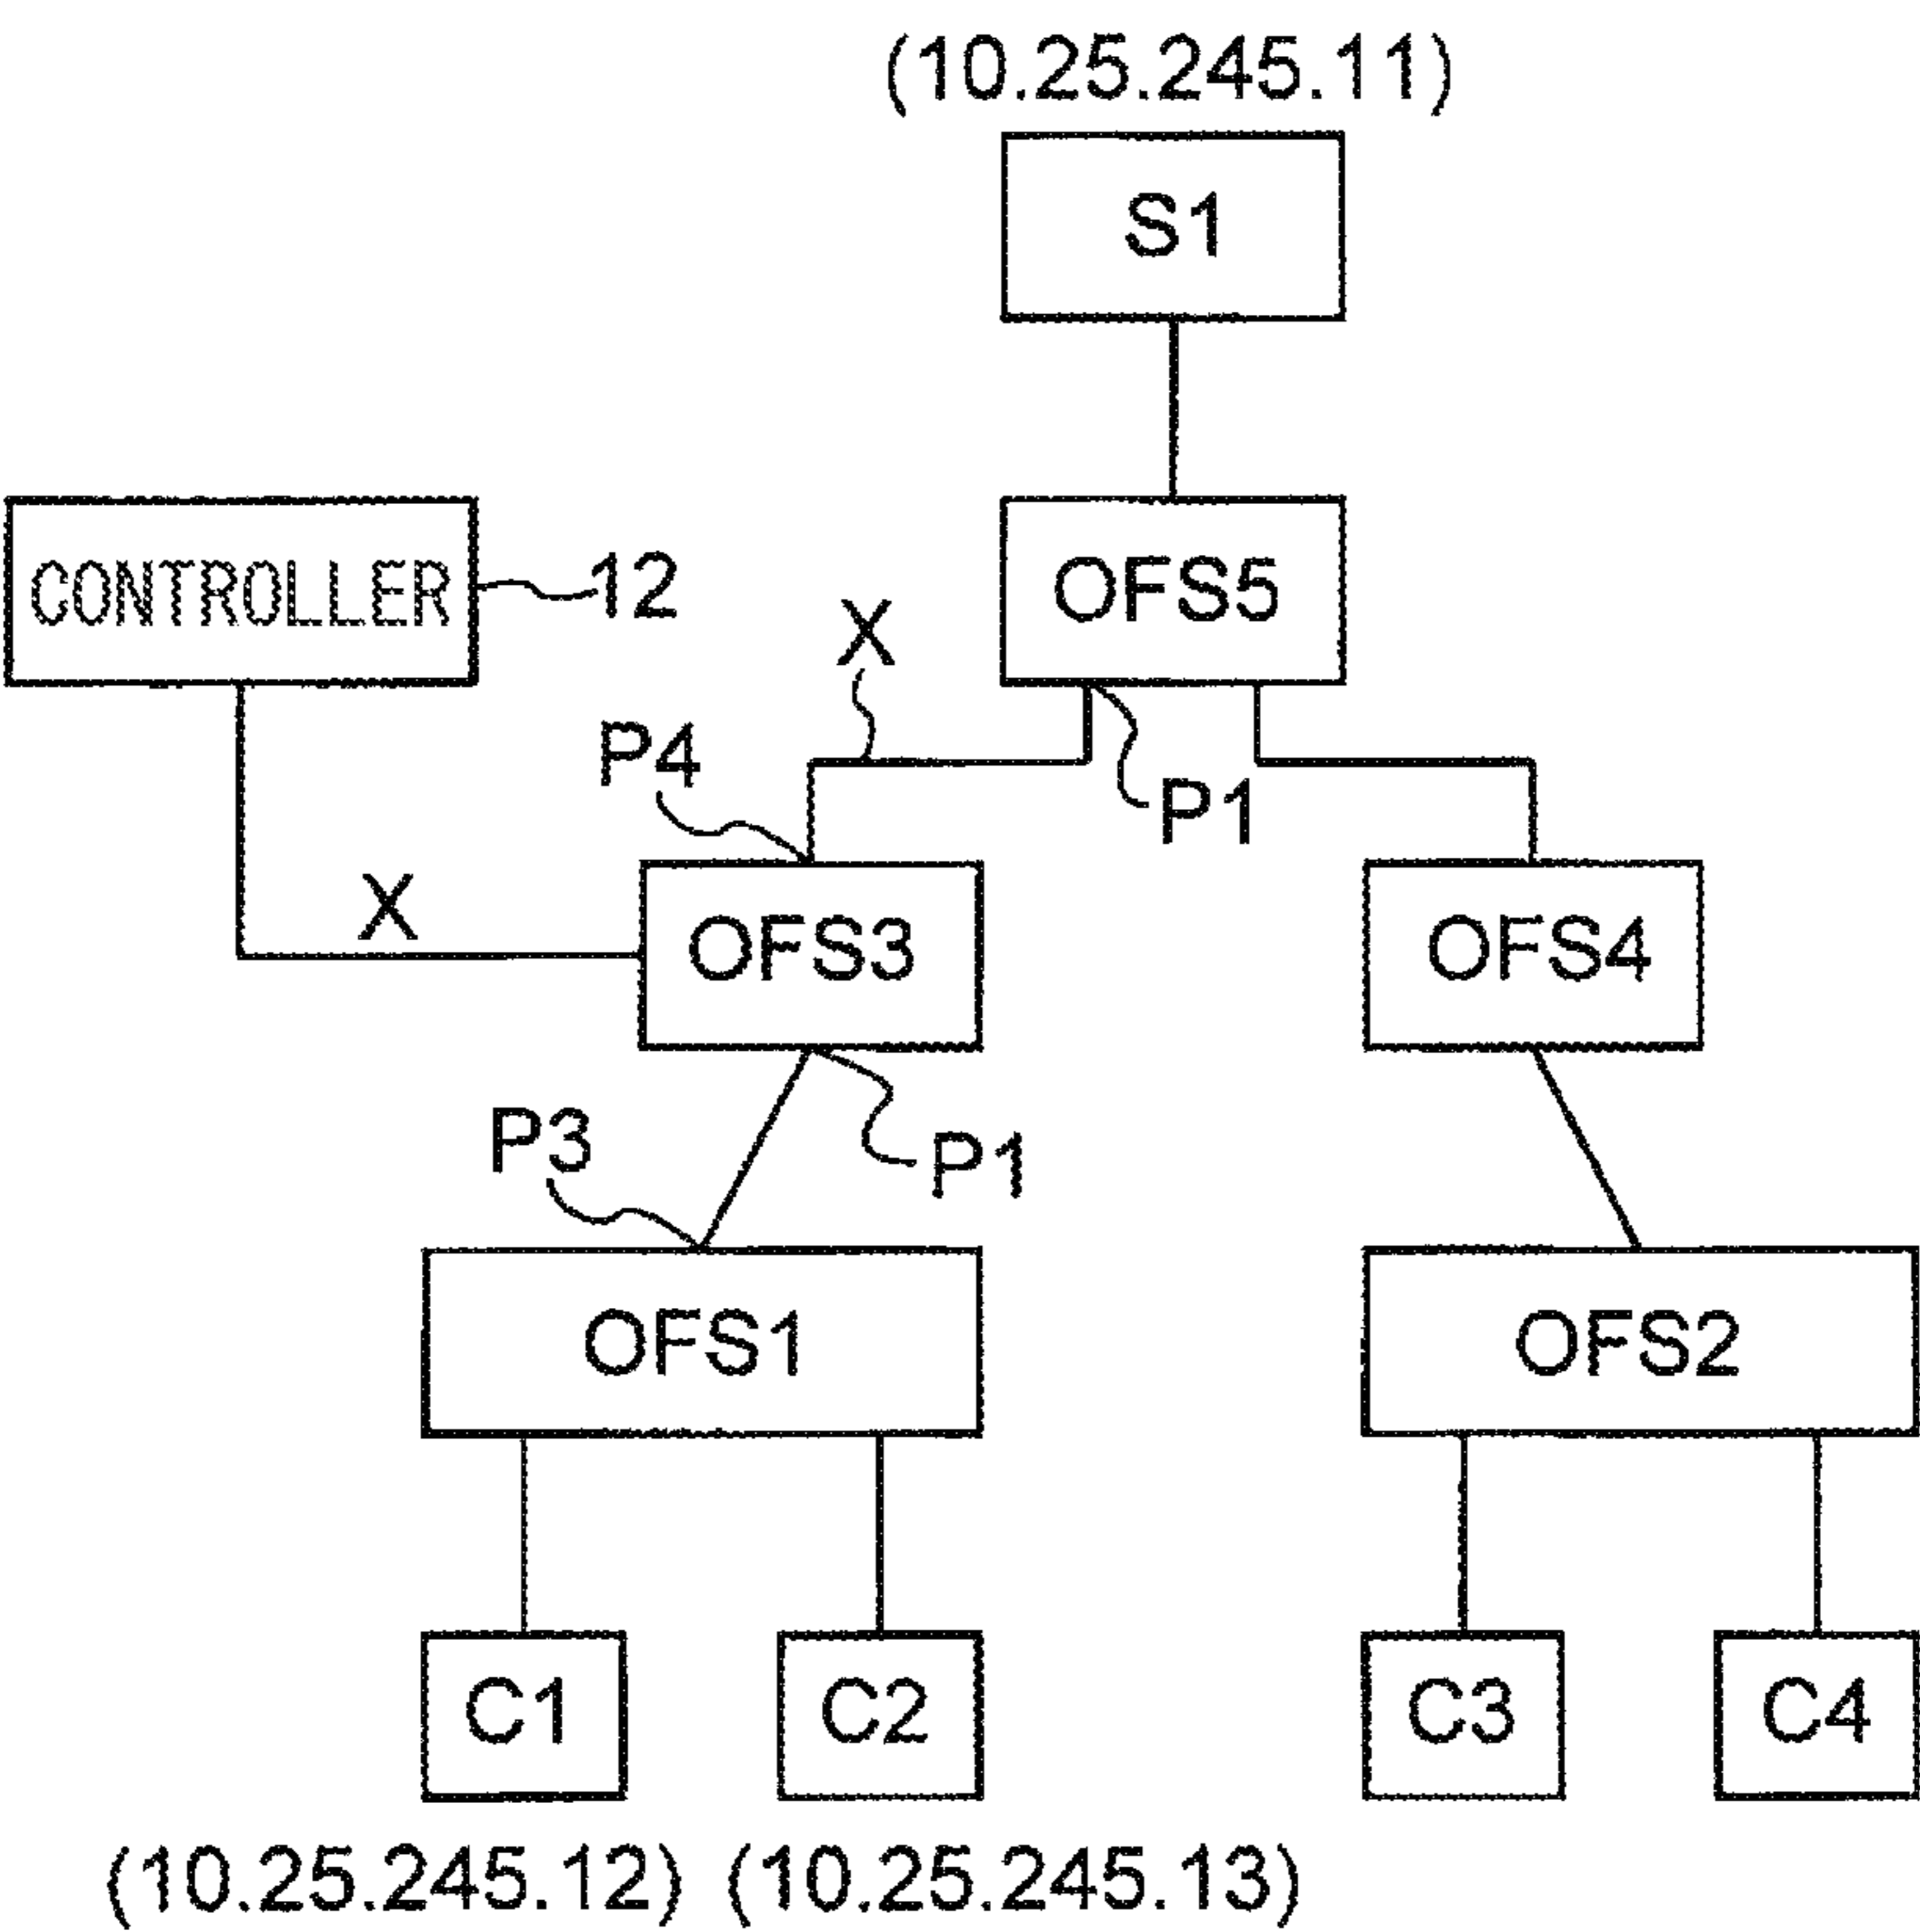 (10.25.245.11)
S1
CONTROLLER
12
OFS5
X
P4
P1
X
OFS3
OFS4
P3
P1
OFS1
OFS2
C1
C2
C3
C4
(10.25.245.12) (10.25.245.13)